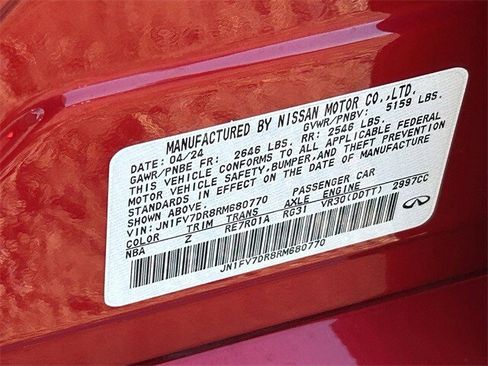 MANUFACTURED BY NISSAN MOTOR CO.,LTD.
DATE: 04/24 GVWR/PNBV: 5159 LBS.
GAWR/PNBE FR: 2646 LBS. RR: 2546 LBS.
THIS VEHICLE CONFORMS TO ALL APPLICABLE FEDERAL
MOTOR VEHICLE SAFETY,BUMPER,AND THEFT PREVENTION
STANDARDS IN EFFECT ON THE DATE OF MANUFACTURE
SHOWN ABOVE.
VIN: JN1FV7DR8RM680770 PASSENGER CAR
COLOR TRIM TRANS AXLE ENGINE
NBA Z RE7R01A RG31 VR30(DDTT) 2997CC
JN1FV7DR8RM680770